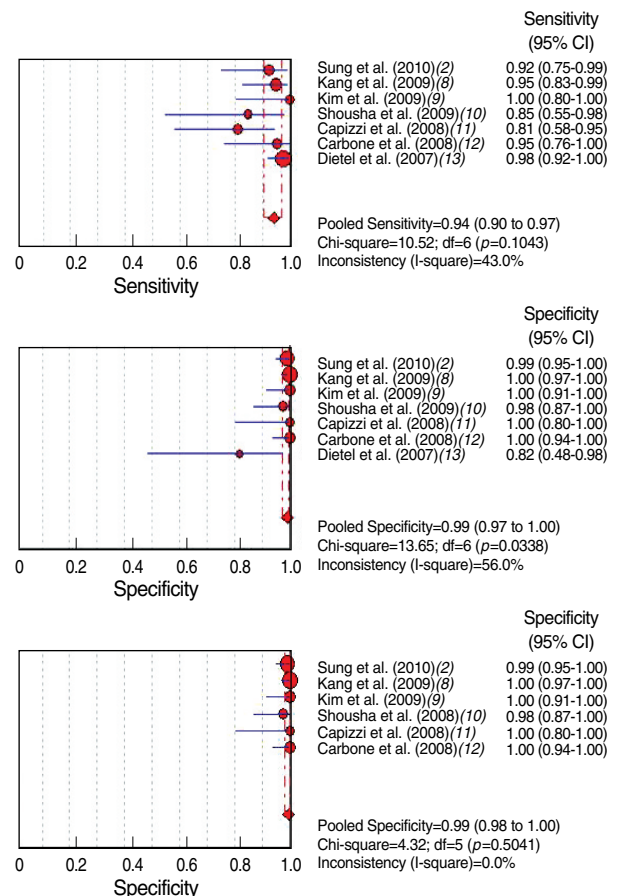 Sensitivity
(95% CI)
Sung et al. (2010)(2) 0.92 (0.75-0.99)
Kang et al. (2009)(8) 0.95 (0.83-0.99)
Kim et al. (2009)(9) 1.00 (0.80-1.00)
Shousha et al. (2009)(10) 0.85 (0.55-0.98)
Capizzi et al. (2008)(11) 0.81 (0.58-0.95)
Carbone et al. (2008)(12) 0.95 (0.76-1.00)
Dietel et al. (2007)(13) 0.98 (0.92-1.00)
Pooled Sensitivity=0.94 (0.90 to 0.97)
Chi-square=10.52; df=6 (p=0.1043)
Inconsistency (I-square)=43.0%
0 0.2 0.4 0.6 0.8 1.0
Sensitivity
Specificity
(95% CI)
Sung et al. (2010)(2) 0.99 (0.95-1.00)
Kang et al. (2009)(8) 1.00 (0.97-1.00)
Kim et al. (2009)(9) 1.00 (0.91-1.00)
Shousha et al. (2009)(10) 0.98 (0.87-1.00)
Capizzi et al. (2008)(11) 1.00 (0.80-1.00)
Carbone et al. (2008)(12) 1.00 (0.94-1.00)
Dietel et al. (2007)(13) 0.82 (0.48-0.98)
Pooled Specificity=0.99 (0.97 to 1.00)
Chi-square=13.65; df=6 (p=0.0338)
Inconsistency (I-square)=56.0%
0 0.2 0.4 0.6 0.8 1.0
Specificity
Specificity
(95% CI)
Sung et al. (2010)(2) 0.99 (0.95-1.00)
Kang et al. (2009)(8) 1.00 (0.97-1.00)
Kim et al. (2009)(9) 1.00 (0.91-1.00)
Shousha et al. (2008)(10) 0.98 (0.87-1.00)
Capizzi et al. (2008)(11) 1.00 (0.80-1.00)
Carbone et al. (2008)(12) 1.00 (0.94-1.00)
Pooled Specificity=0.99 (0.98 to 1.00)
Chi-square=4.32; df=5 (p=0.5041)
Inconsistency (I-square)=0.0%
0 0.2 0.4 0.6 0.8 1.0
Specificity